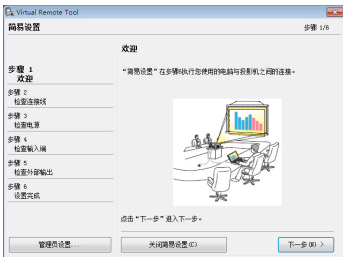 Virtual Remote Tool
简易设置
步骤 1/6
欢迎
步骤 1
欢迎
步骤 2
检查连接线
步骤 3
检查电源
步骤 4
检查输入端
步骤 5
检查外部输出
步骤 6
设置完成
“简易设置”在步骤6执行您使用的电脑与投影机之间的连接。
点击“下一步”进入下一步。
管理员设置...
关闭简易设置(C)
下一步(N) >